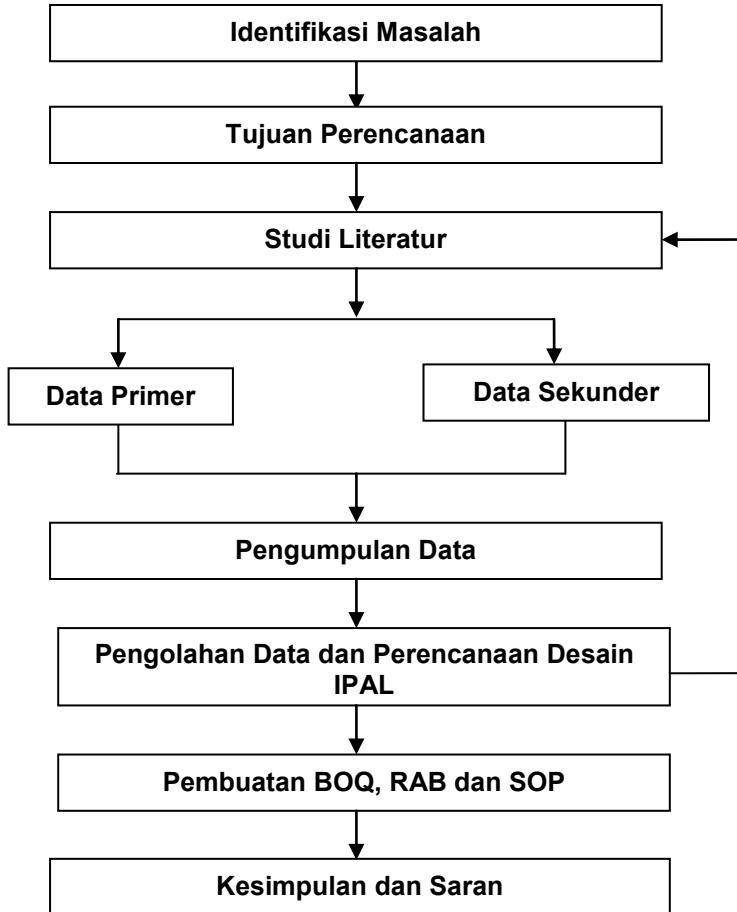 Identifikasi Masalah
Tujuan Perencanaan
Studi Literatur
Data Primer
Data Sekunder
Pengumpulan Data
Pengolahan Data dan Perencanaan Desain
IPAL
Pembuatan BOQ, RAB dan SOP
Kesimpulan dan Saran